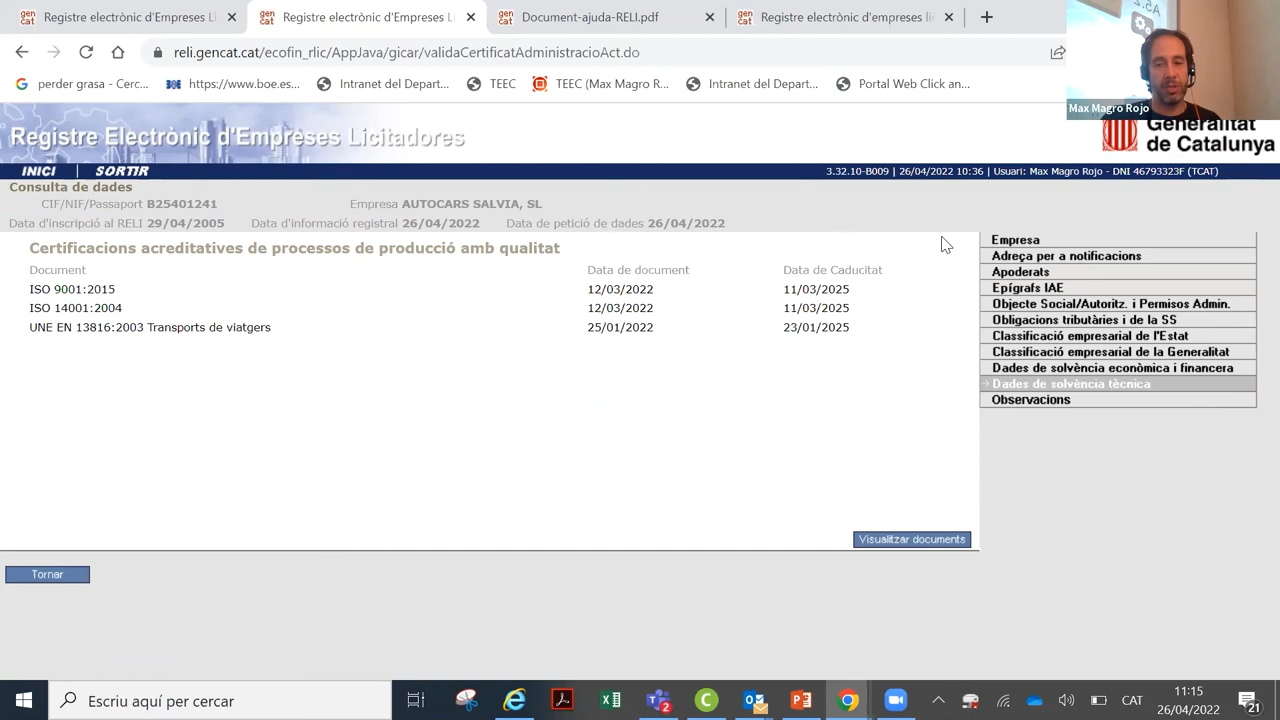 Registre electrònic d'Empreses Li
Registre electrònic d'Empreses Li
Document-ajuda-RELI.pdf
Registre electrònic d'empreses li
reli.gencat.cat/ecofin_rlic/AppJava/gicar/validaCertificatAdministracioAct.do
perder grasa - Cerc...
https://www.boe.es...
Intranet del Depart...
TEEC
TEEC (Max Magro R...
Intranet del Depart...
Portal Web Click an...
Max Magro Rojo
Registre Electrònic d'Empreses Licitadores
Generalitat
de Catalunya
INICI | SORTIR
3.32.10-B009 | 26/04/2022 10:36 | Usuari: Max Magro Rojo - DNI 46793323F (TCAT)
Consulta de dades
CIF/NIF/Passaport B25401241 Empresa AUTOCARS SALVIA, SL
Data d'inscripció al RELI 29/04/2005 Data d'informació registral 26/04/2022 Data de petició de dades 26/04/2022
Certificacions acreditatives de processos de producció amb qualitat
Document Data de document Data de Caducitat
ISO 9001:2015 12/03/2022 11/03/2025
ISO 14001:2004 12/03/2022 11/03/2025
UNE EN 13816:2003 Transports de viatgers 25/01/2022 23/01/2025
Visualitzar documents
Empresa
Adreça per a notificacions
Apoderats
Epígrafs IAE
Objecte Social/Autoritz. i Permisos Admin.
Obligacions tributàries i de la SS
Classificació empresarial de l'Estat
Classificació empresarial de la Generalitat
Dades de solvència econòmica i financera
Dades de solvència tècnica
Observacions
Tornar
Escriu aquí per cercar
CAT
11:15
26/04/2022
21